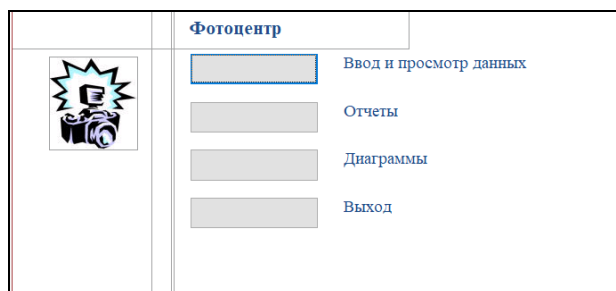 Фотоцентр
Ввод и просмотр данных
Отчеты
Диаграммы
Выход